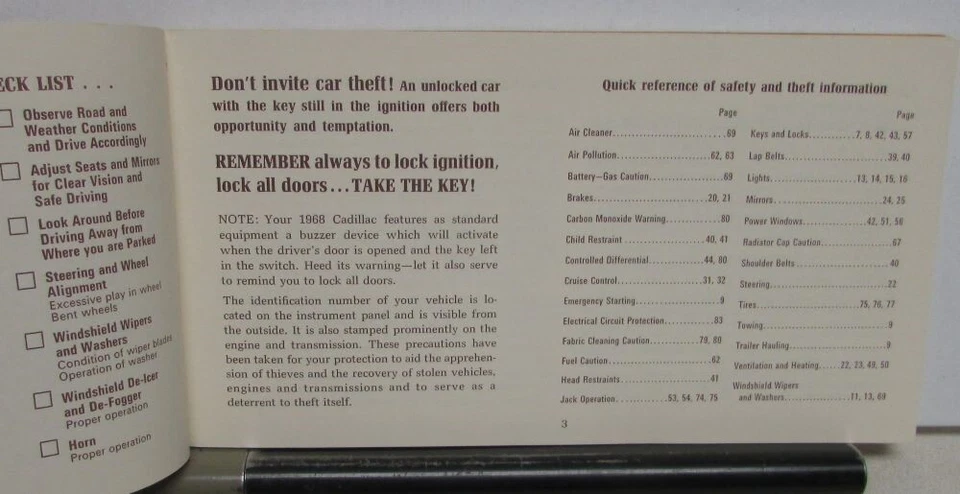 ECK LIST . . .
Observe Road and
Weather Conditions
and Drive Accordingly
Adjust Seats and Mirrors
for Clear Vision and
Safe Driving
Look Around Before
Driving Away from
Where you are Parked
Steering and Wheel
Alignment
Excessive play in wheel
Bent wheels
Windshield Wipers
and Washers
Condition of wiper blades
Operation of washer
Windshield De-Icer
and De-Fogger
Proper operation
Horn
Proper operation
Don't invite car theft! An unlocked car
with the key still in the ignition offers both
opportunity and temptation.
REMEMBER always to lock ignition,
lock all doors...TAKE THE KEY!
NOTE: Your 1968 Cadillac features as standard
equipment a buzzer device which will activate
when the driver's door is opened and the key left
in the switch. Heed its warning—let it also serve
to remind you to lock all doors.
The identification number of your vehicle is lo-
cated on the instrument panel and is visible from
the outside. It is also stamped prominently on the
engine and transmission. These precautions have
been taken for your protection to aid the apprehen-
sion of thieves and the recovery of stolen vehicles,
engines and transmissions and to serve as a
deterrent to theft itself.
Quick reference of safety and theft information
Page
Air Cleaner............................69
Air Pollution.......................62, 63
Battery—Gas Caution..................69
Brakes............................20, 21
Carbon Monoxide Warning.............80
Child Restraint ....................40, 41
Controlled Differential.............44, 80
Cruise Control.....................31, 32
Emergency Starting....................9
Electrical Circuit Protection............83
Fabric Cleaning Caution............79, 80
Fuel Caution.........................62
Head Restraints ......................41
Jack Operation.............53, 54, 74, 75
Page
Keys and Locks...........7, 8, 42, 43, 57
Lap Belts.........................39, 40
Lights.....................13, 14, 15, 16
Mirrors...........................24, 25
Power Windows................42, 51, 56
Radiator Cap Caution..................67
Shoulder Belts .......................40
Steering.............................22
Tires.........................75, 76, 77
Towing................................9
Trailer Hauling........................9
Ventilation and Heating......22, 23, 49, 50
Windshield Wipers
and Washers................11, 13, 69
3